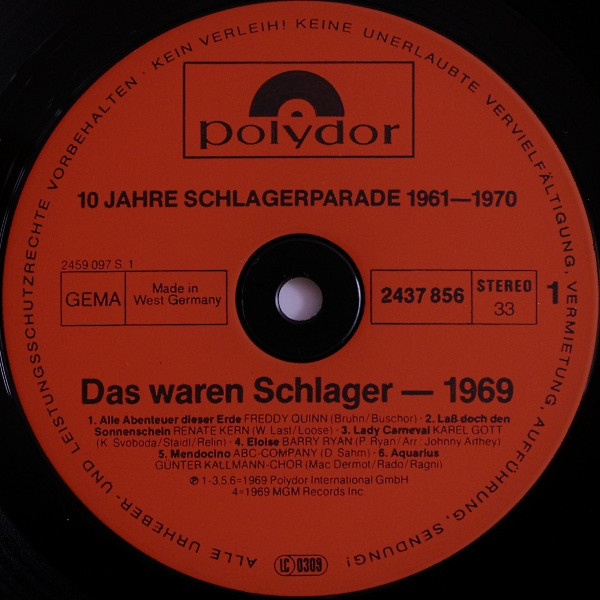 ALLE URHEBER- UND LEISTUNGSSCHUTZRECHTE VORBEHALTEN · KEIN VERLEIH! KEINE UNERLAUBTE VERVIELFÄLTIGUNG, VERMIETUNG, AUFFÜHRUNG, SENDUNG!
polydor
10 JAHRE SCHLAGERPARADE 1961—1970
2459 097 S 1
GEMA
Made in
West Germany
2437 856
STEREO
33
1
Das waren Schlager — 1969
1. Alle Abenteuer dieser Erde FREDDY QUINN (Bruhn/Buschor) · 2. Laß doch den
Sonnenschein RENATE KERN (W. Last/Loose) · 3. Lady Carneval KAREL GOTT
(K. Svoboda/Staidl/Relin) · 4. Eloise BARRY RYAN (P. Ryan/Arr.: Johnny Arthey)
5. Mendocino ABC-COMPANY (D. Sahm) · 6. Aquarius
GÜNTER KALLMANN-CHOR (Mac Dermot/Rado/Ragni)
℗ 1-3.5.6=1969 Polydor International GmbH
4=1969 MGM Records Inc
LC 0309